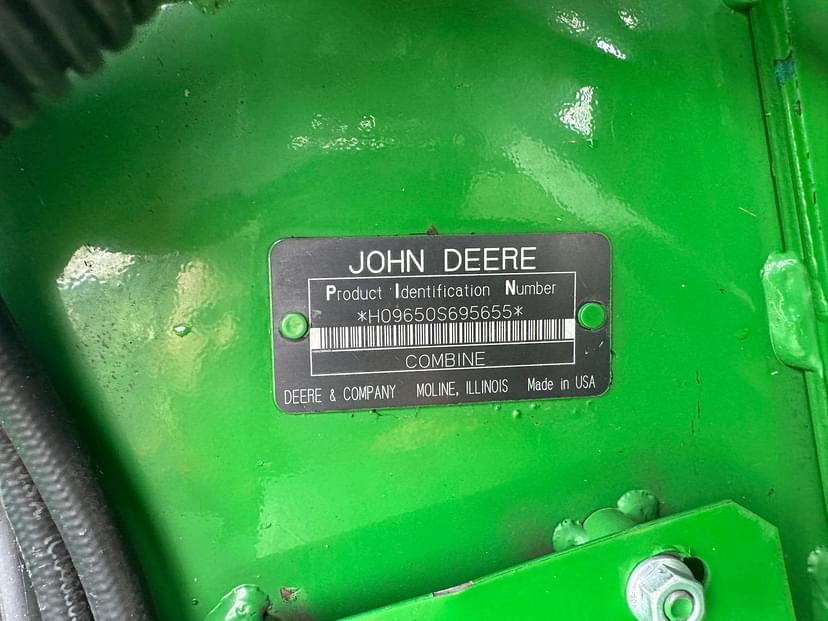 JOHN DEERE
Product Identification Number
*H09650S695655*
COMBINE
DEERE & COMPANY MOLINE, ILLINOIS Made in USA